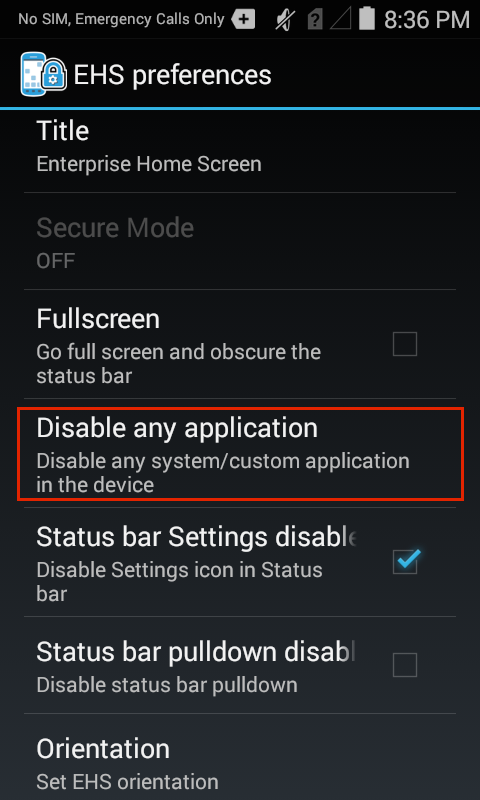 No SIM, Emergency Calls Only
8:36 PM
EHS preferences
Title
Enterprise Home Screen
Secure Mode
OFF
Fullscreen
Go full screen and obscure the
status bar
Disable any application
Disable any system/custom application
in the device
Status bar Settings disable
Disable Settings icon in Status
bar
Status bar pulldown disabl
Disable status bar pulldown
Orientation
Set EHS orientation